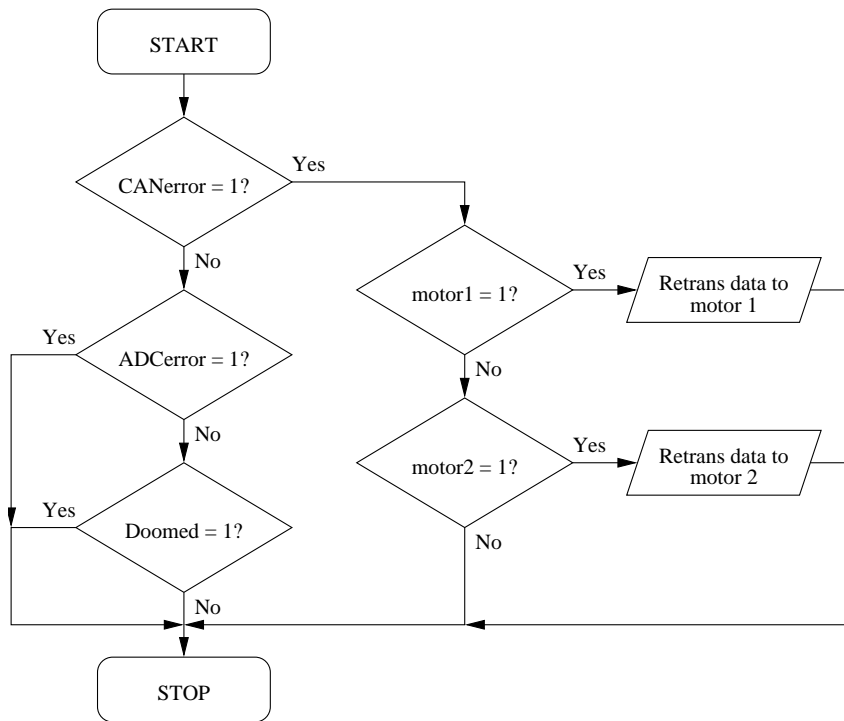 START
Yes
CANerror = 1?
No
Yes
motor1 = 1?
Retrans data to
motor 1
Yes
ADCerror = 1?
No
No
Yes
motor2 = 1?
Retrans data to
motor 2
Yes
Doomed = 1?
No
No
STOP